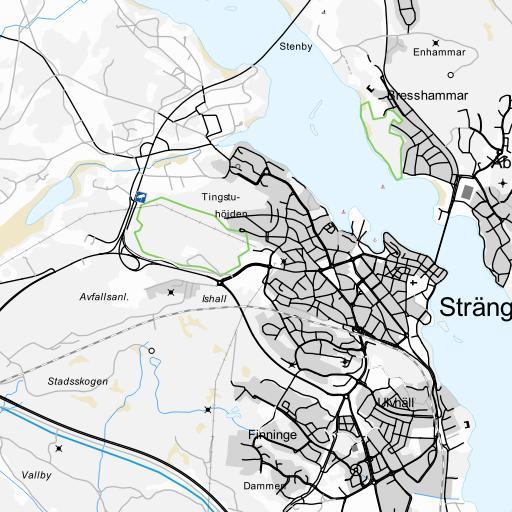 Stenby
Enhammar
Bresshammar
Tingstu-
höjden
Avfallsanl.
Ishall
Sträng
Stadsskogen
Ulvhäll
Finninge
Vallby
Dammen